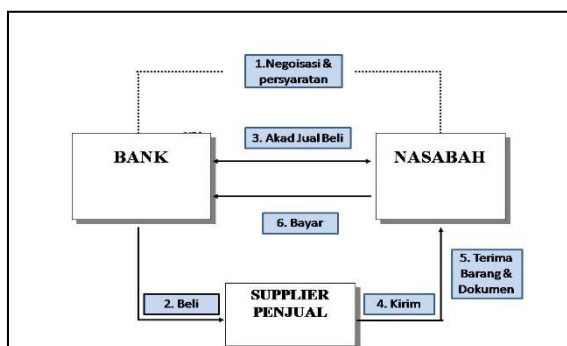 1.Negoisasi &
persyaratan
BANK
3. Akad Jual Beli
NASABAH
6. Bayar
5. Terima
Barang &
Dokumen
2. Beli
SUPPLIER
PENJUAL
4. Kirim